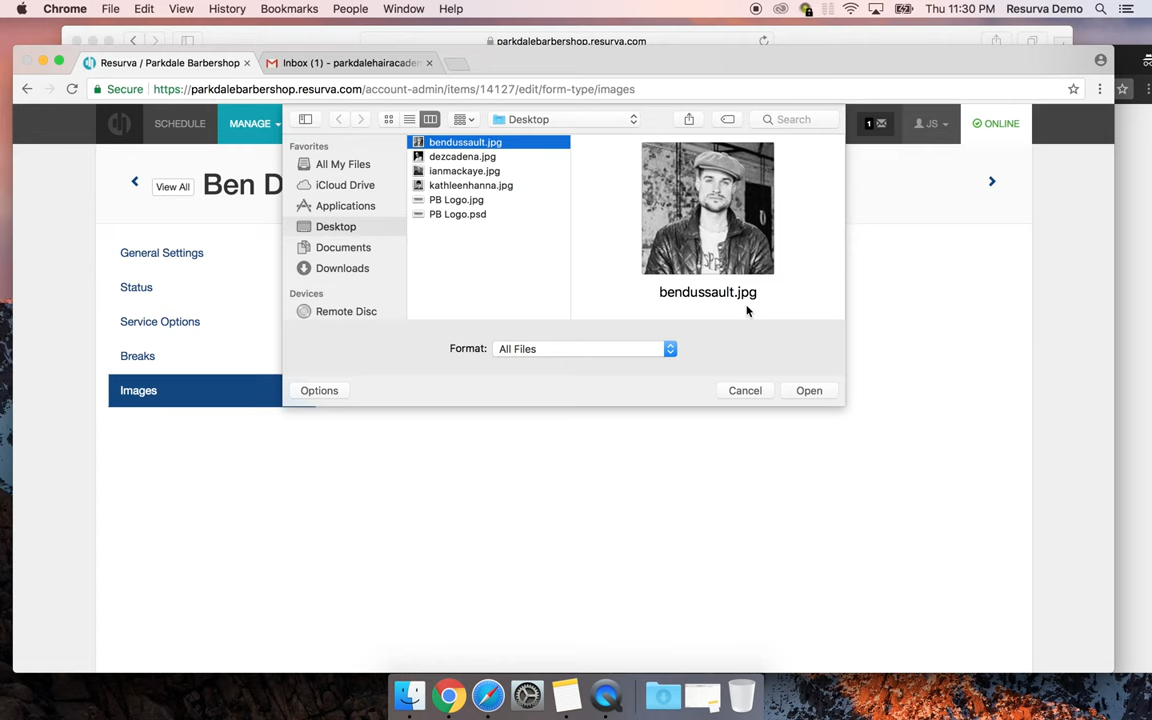 Chrome File Edit View History Bookmarks People Window Help Thu 11:30 PM Resurva Demo
parkdalebarbershop.resurva.com
Resurva / Parkdale Barbershop Inbox (1) - parkdalehairacadem
Secure https://parkdalebarbershop.resurva.com/account-admin/items/14127/edit/form-type/images
SCHEDULE MANAGE Desktop Search 1 JS ONLINE
View All Ben D
General Settings
Status
Service Options
Breaks
Images
Favorites
All My Files
iCloud Drive
Applications
Desktop
Documents
Downloads
Devices
Remote Disc
bendussault.jpg
dezcadena.jpg
ianmackaye.jpg
kathleenhanna.jpg
PB Logo.jpg
PB Logo.psd
bendussault.jpg
Format: All Files
Options Cancel Open